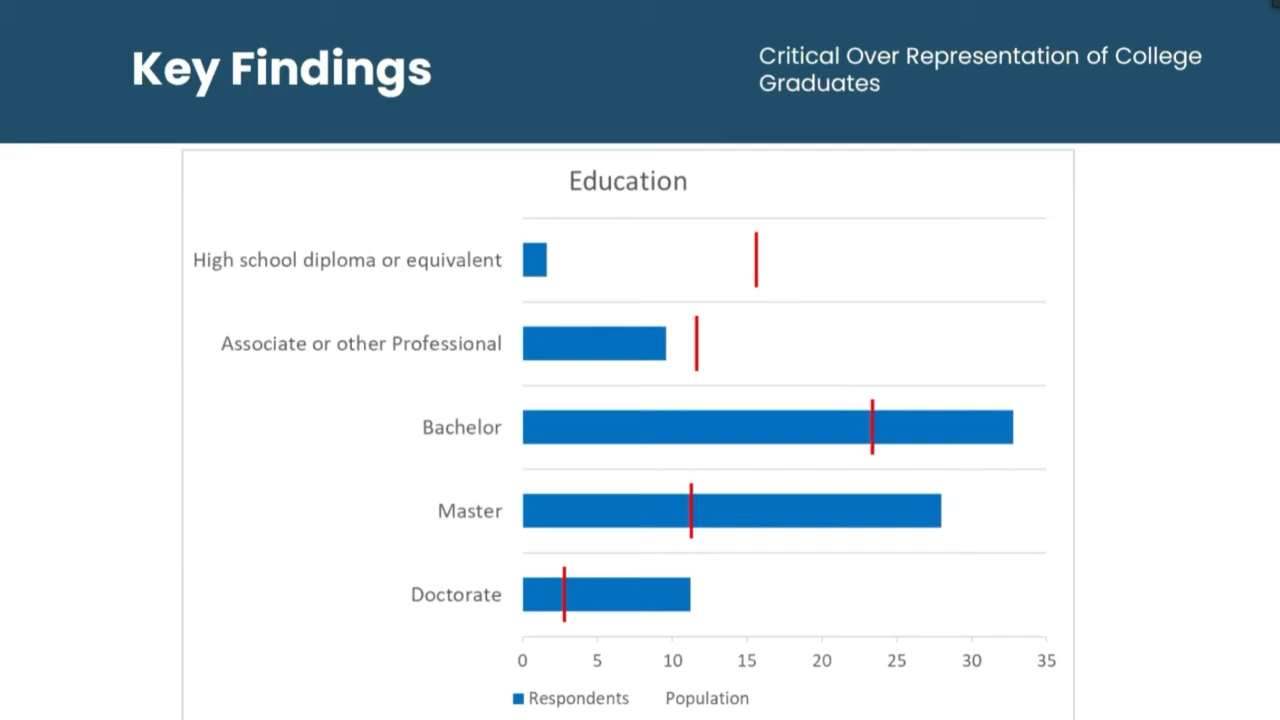 Key Findings
Critical Over Representation of College
Graduates
Education
High school diploma or equivalent
Associate or other Professional
Bachelor
Master
Doctorate
0 5 10 15 20 25 30 35
Respondents Population